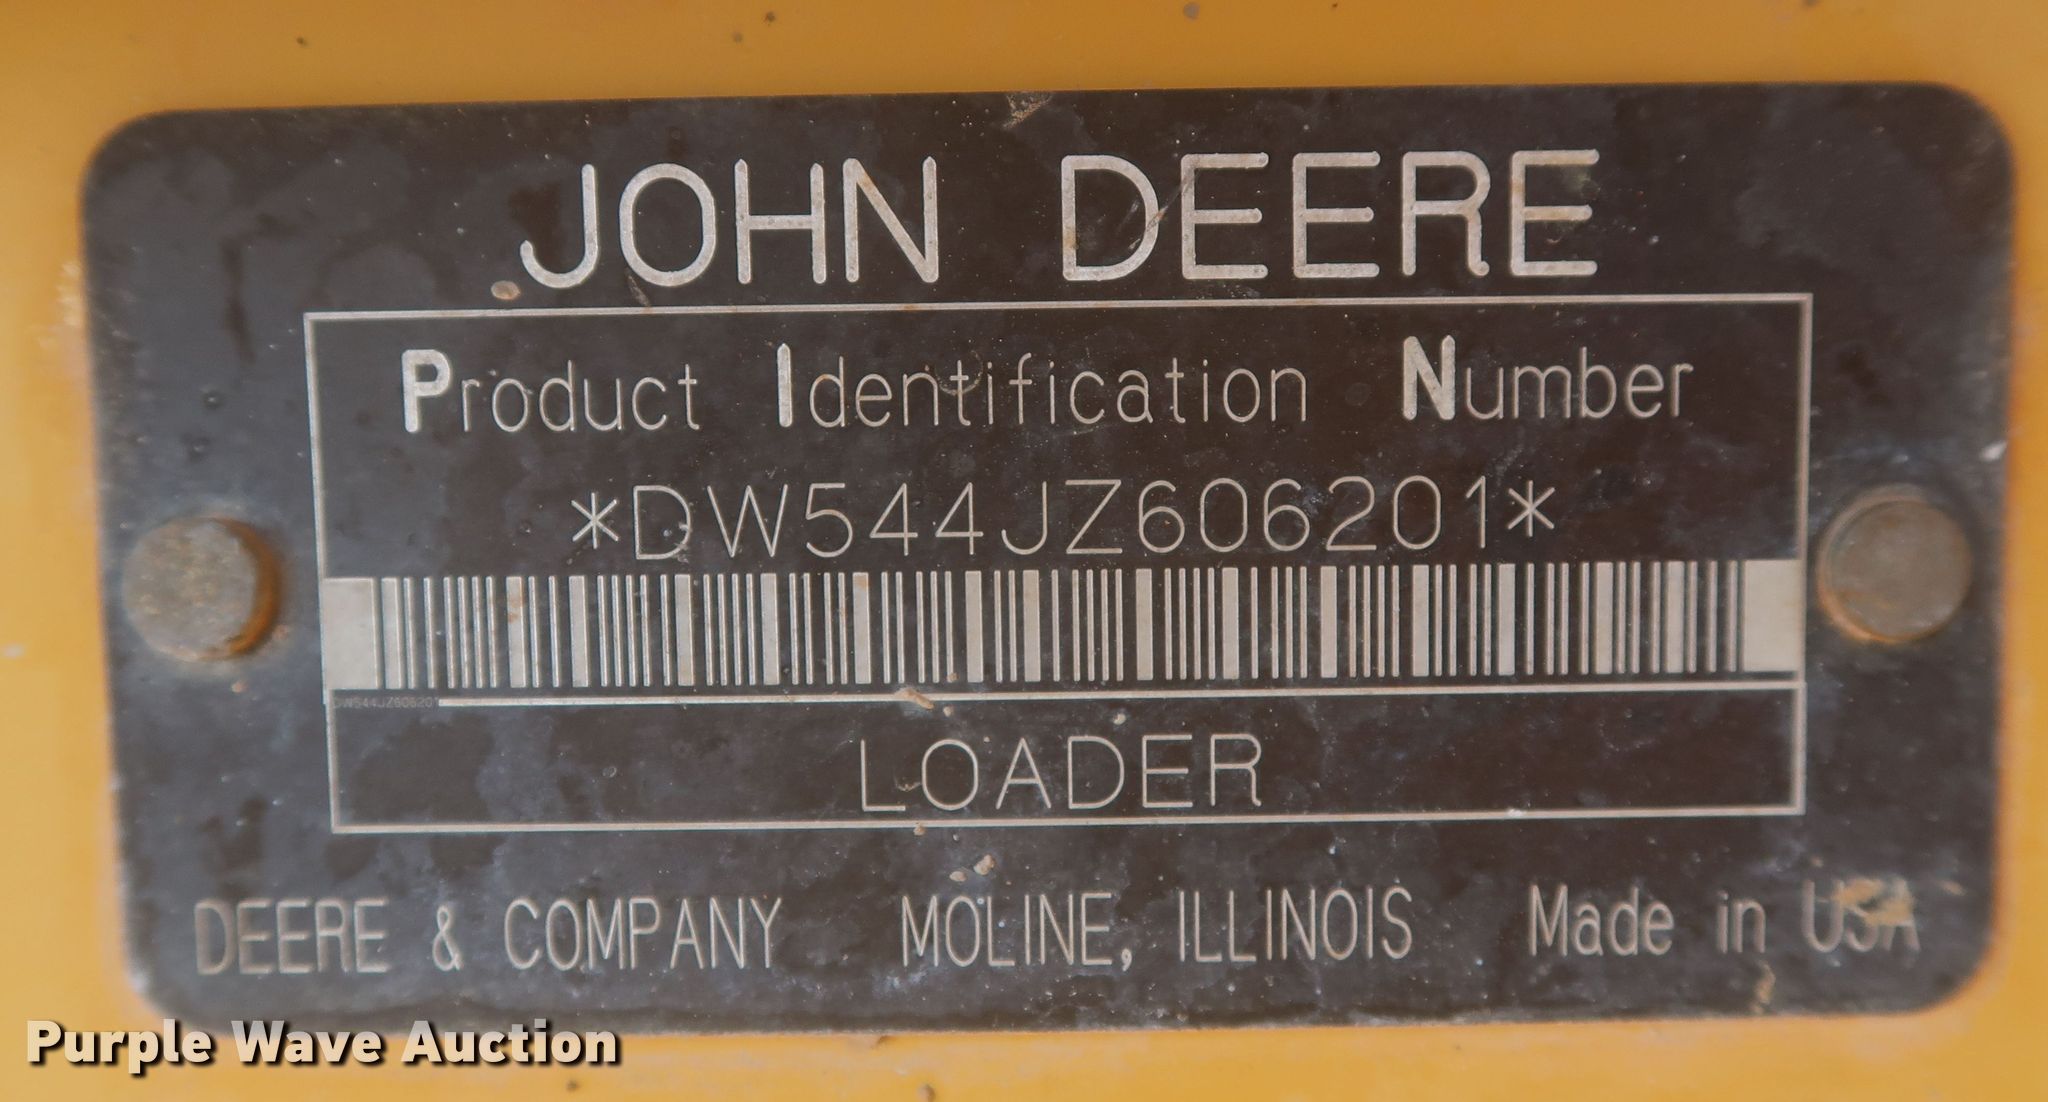 JOHN DEERE
Product Identification Number
*DW544JZ606201*
DW544JZ606201
LOADER
DEERE & COMPANY MOLINE, ILLINOIS Made in USA
Purple Wave Auction